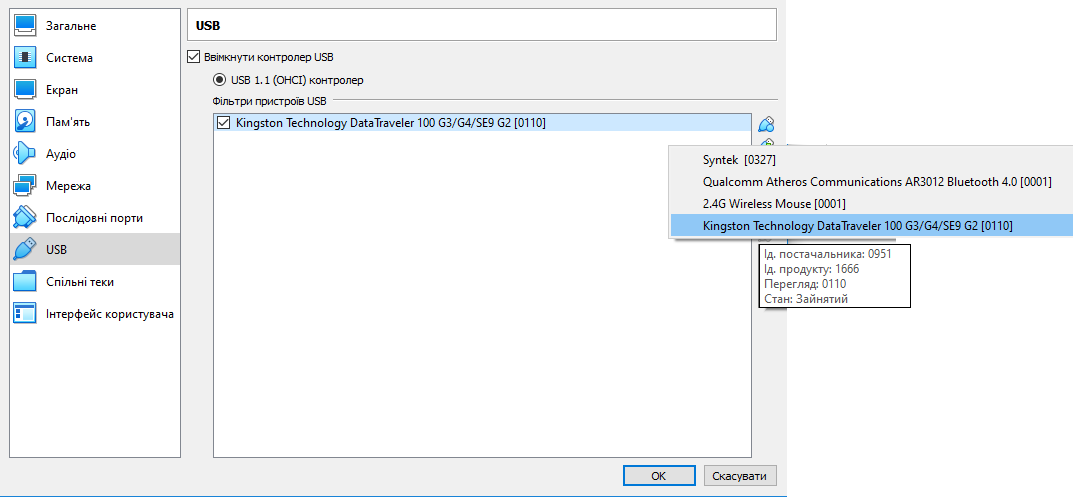 Загальне
Система
Екран
Пам'ять
Аудіо
Мережа
Послідовні порти
USB
Спільні теки
Інтерфейс користувача
USB
Ввімкнути контролер USB
USB 1.1 (OHCI) контролер
Фільтри пристроїв USB
Kingston Technology DataTraveler 100 G3/G4/SE9 G2 [0110]
Syntek [0327]
Qualcomm Atheros Communications AR3012 Bluetooth 4.0 [0001]
2.4G Wireless Mouse [0001]
Kingston Technology DataTraveler 100 G3/G4/SE9 G2 [0110]
Ід. постачальника: 0951
Ід. продукту: 1666
Перегляд: 0110
Стан: Зайнятий
OK
Скасувати